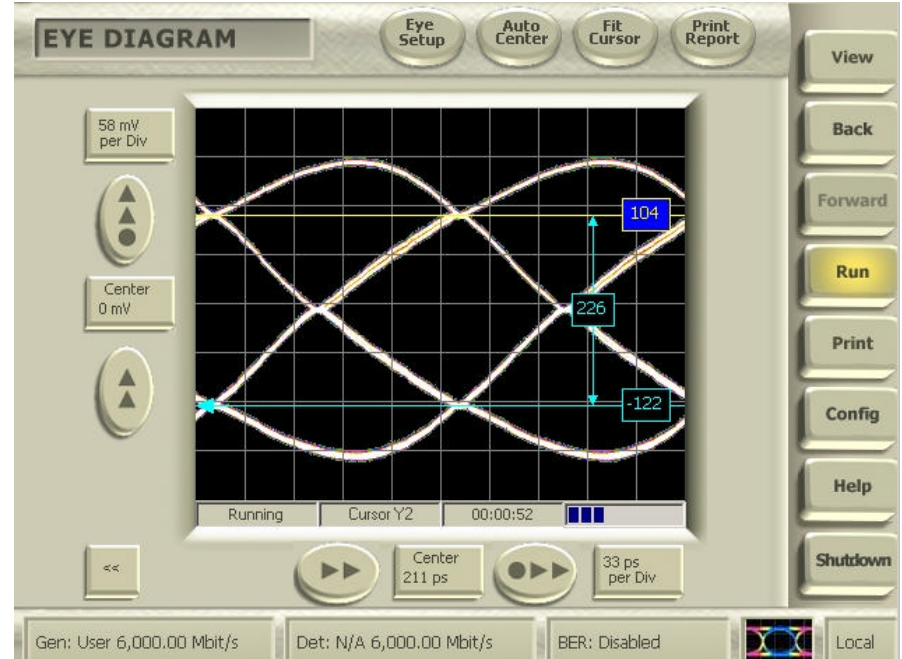 EYE DIAGRAM
Eye
Setup
Auto
Center
Fit
Cursor
Print
Report
View
Back
Forward
Run
Print
Config
Help
Shutdown
58 mV
per Div
Center
0 mV
104
226
-122
Running
Cursor Y2
00:00:52
<<
Center
211 ps
33 ps
per Div
Gen: User 6,000.00 Mbit/s
Det: N/A 6,000.00 Mbit/s
BER: Disabled
Local